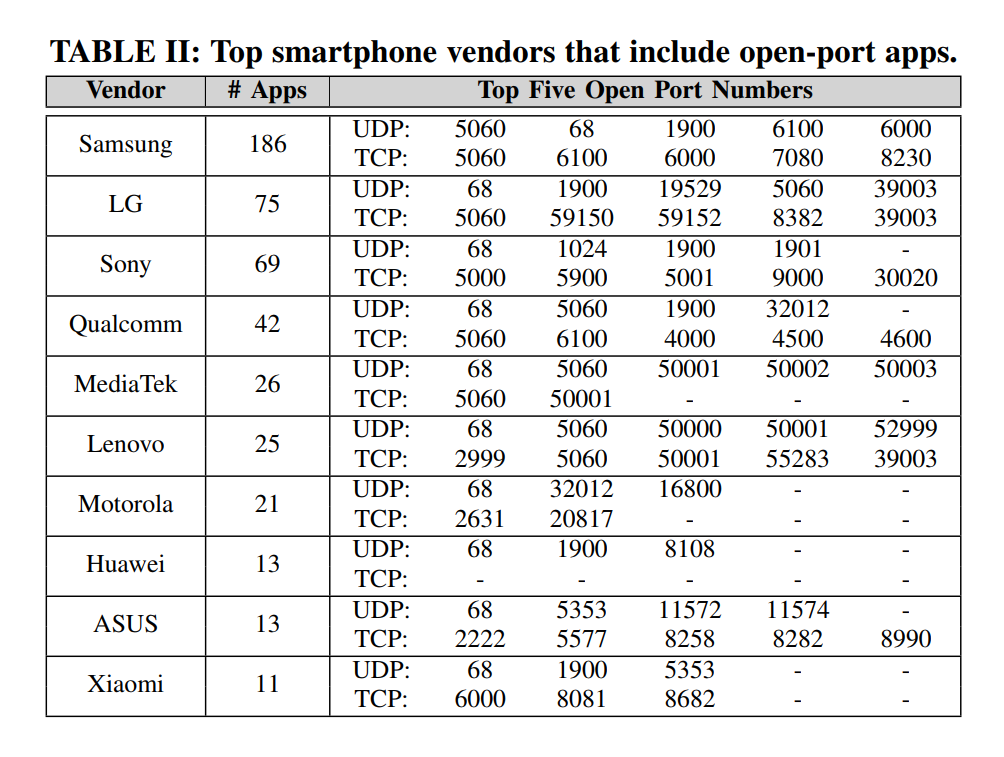 TABLE II: Top smartphone vendors that include open-port apps.
Vendor # Apps Top Five Open Port Numbers
Samsung 186 UDP: 5060 68 1900 6100 6000
TCP: 5060 6100 6000 7080 8230
LG 75 UDP: 68 1900 19529 5060 39003
TCP: 5060 59150 59152 8382 39003
Sony 69 UDP: 68 1024 1900 1901 -
TCP: 5000 5900 5001 9000 30020
Qualcomm 42 UDP: 68 5060 1900 32012 -
TCP: 5060 6100 4000 4500 4600
MediaTek 26 UDP: 68 5060 50001 50002 50003
TCP: 5060 50001 - - -
Lenovo 25 UDP: 68 5060 50000 50001 52999
TCP: 2999 5060 50001 55283 39003
Motorola 21 UDP: 68 32012 16800 - -
TCP: 2631 20817 - - -
Huawei 13 UDP: 68 1900 8108 - -
TCP: - - - - -
ASUS 13 UDP: 68 5353 11572 11574 -
TCP: 2222 5577 8258 8282 8990
Xiaomi 11 UDP: 68 1900 5353 - -
TCP: 6000 8081 8682 - -